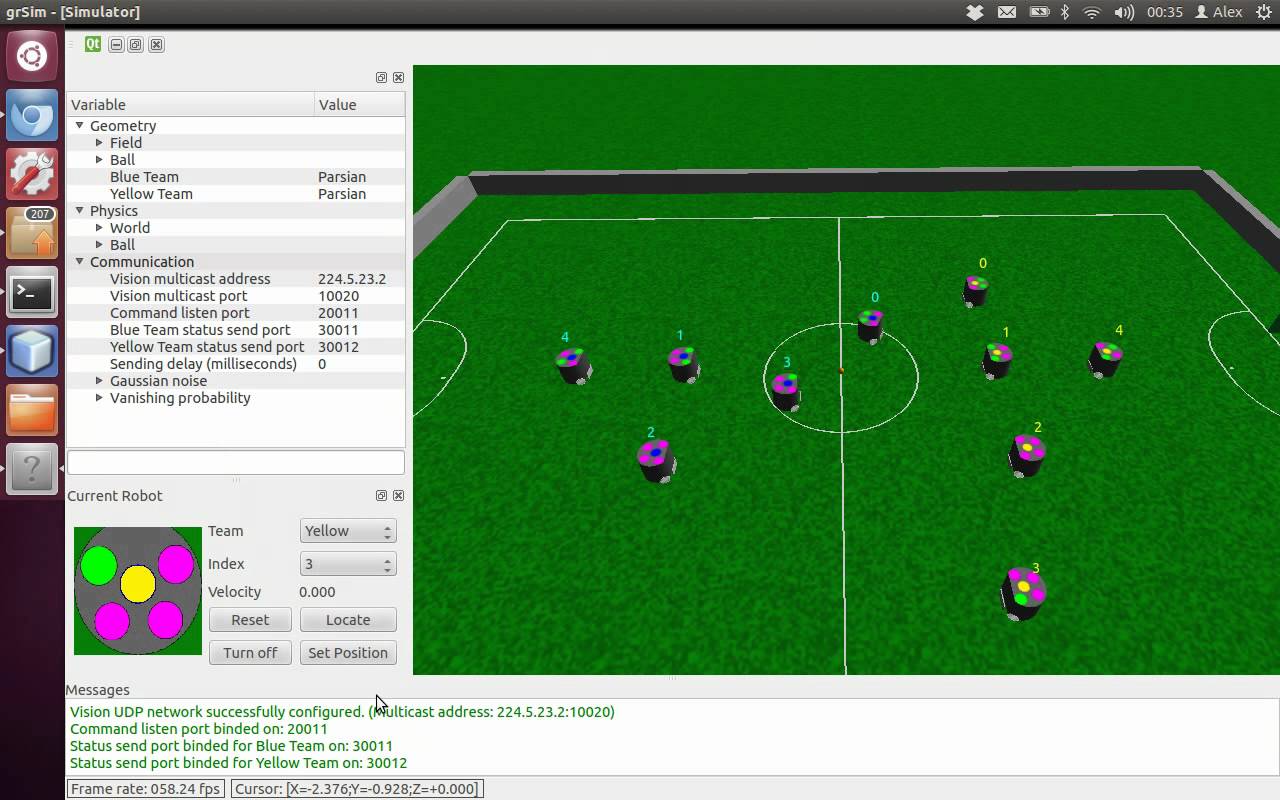 grSim - [Simulator]
00:35 Alex
Qt
207
Variable Value
Geometry
Field
Ball
Blue Team Parsian
Yellow Team Parsian
Physics
World
Ball
Communication
Vision multicast address 224.5.23.2
Vision multicast port 10020
Command listen port 20011
Blue Team status send port 30011
Yellow Team status send port 30012
Sending delay (milliseconds) 0
Gaussian noise
Vanishing probability
0
0
4
1
3
1
4
2
2
3
Current Robot
Team Yellow
Index 3
Velocity 0.000
Reset Locate
Turn off Set Position
Messages
Vision UDP network successfully configured. (Multicast address: 224.5.23.2:10020)
Command listen port binded on: 20011
Status send port binded for Blue Team on: 30011
Status send port binded for Yellow Team on: 30012
Frame rate: 058.24 fps Cursor: [X=-2.376;Y=-0.928;Z=+0.000]